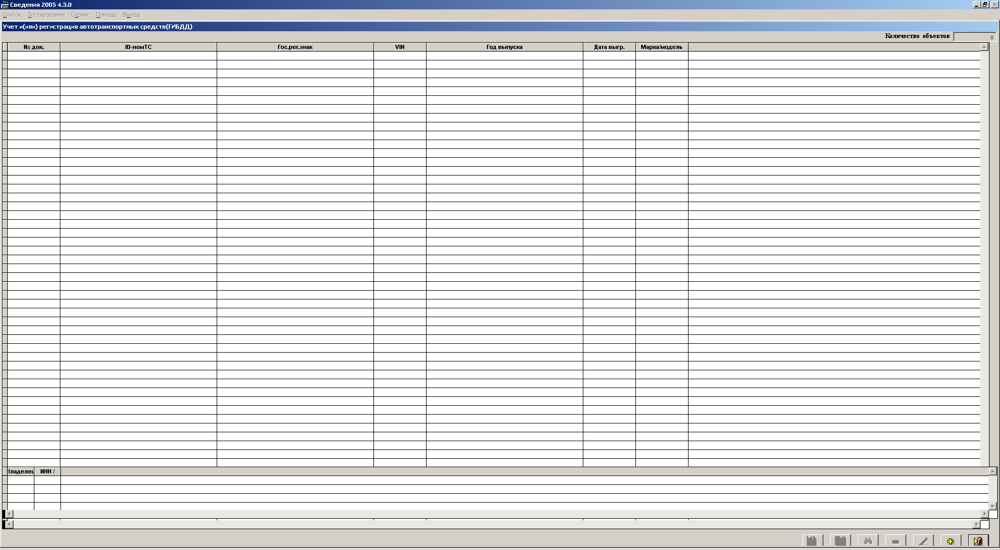 Сведения 2005 4.3.0
Список Тестирование Сервис Помощь Выход
Учет и(или) регистрация автотранспортных средств(ГИБДД)
Количество объектов 0
№ док. ID-номТС Гос.рег.знак VIN Год выпуска Дата выгр. Марка/модель
Владелец ИНН /